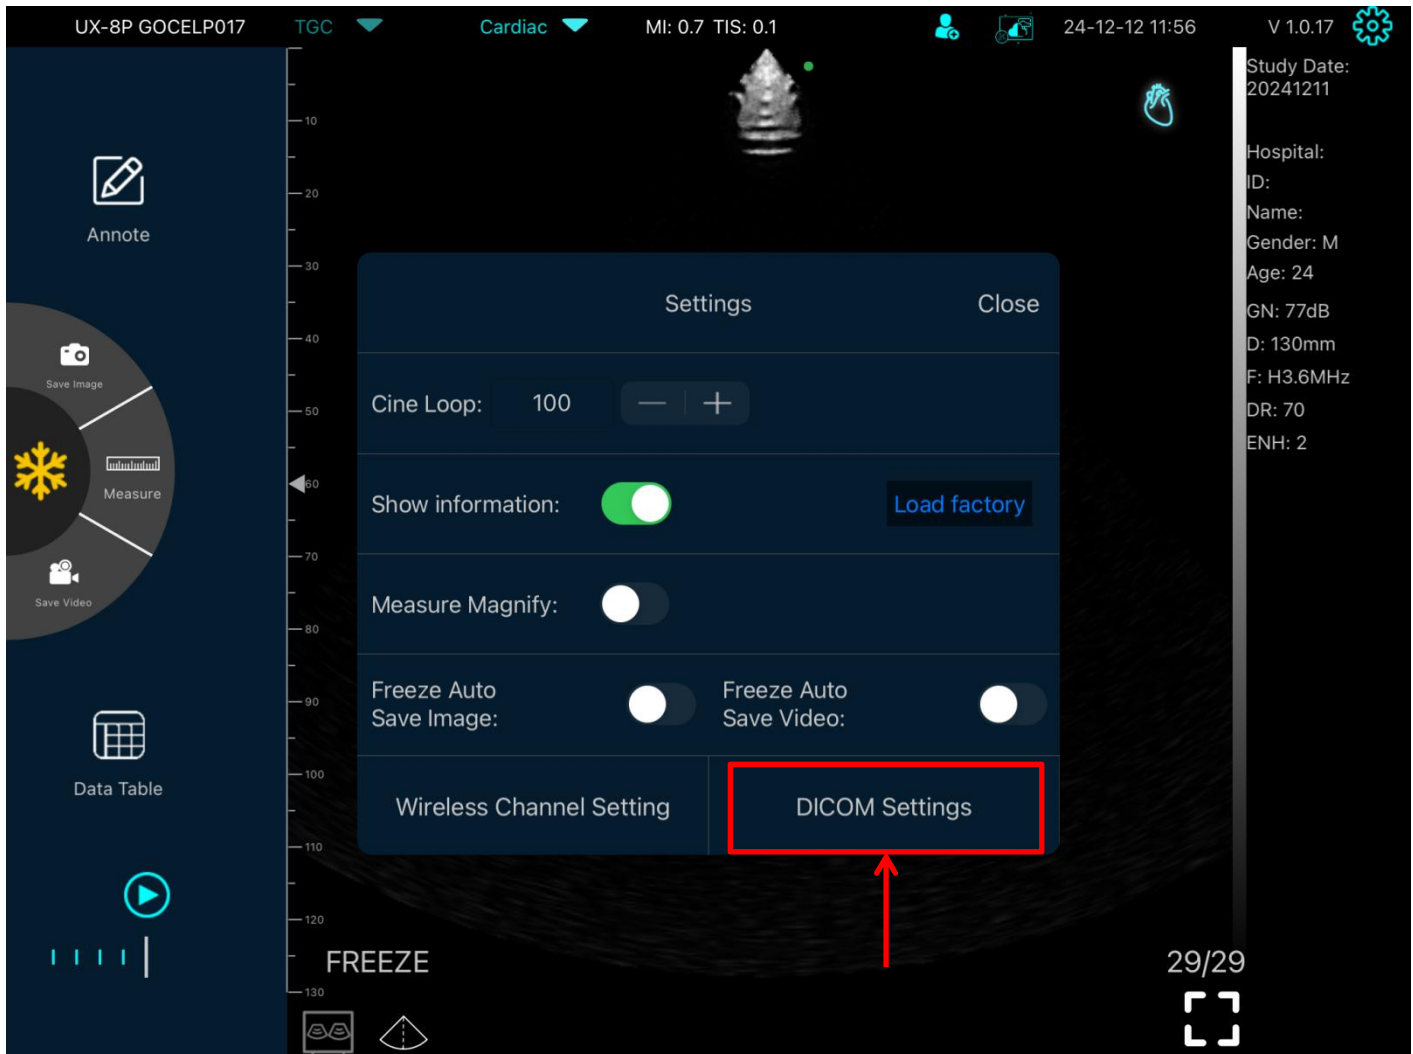 UX-8P GOCELP017 TGC Cardiac MI: 0.7 TIS: 0.1 24-12-12 11:56 V 1.0.17
Study Date:
20241211
Hospital:
ID:
Name:
Gender: M
Age: 24
GN: 77dB
D: 130mm
F: H3.6MHz
DR: 70
ENH: 2
Annote
Save Image
Measure
Save Video
Data Table
10
20
30
40
50
60
70
80
90
100
110
120
130
Settings Close
Cine Loop: 100
Show information: Load factory
Measure Magnify:
Freeze Auto
Save Image:
Freeze Auto
Save Video:
Wireless Channel Setting DICOM Settings
FREEZE 29/29